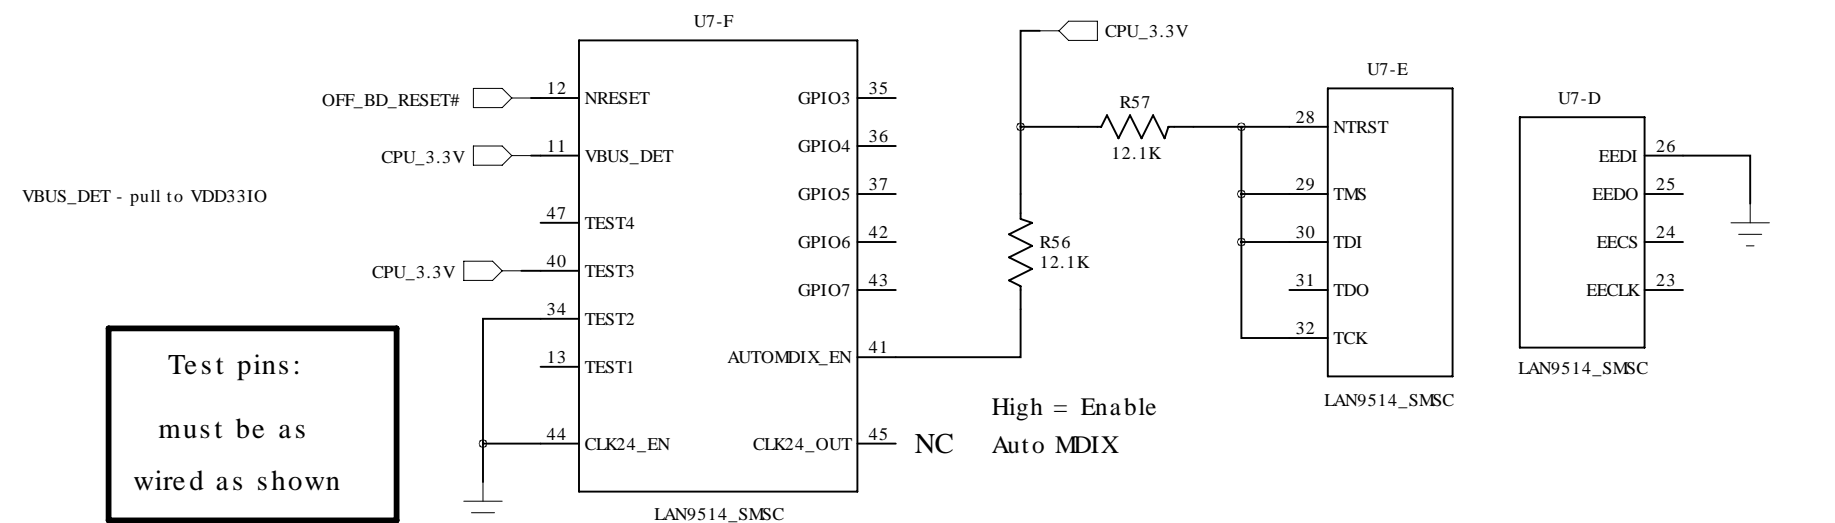 U7-F
OFF_BD_RESET#
12
NRESET
CPU_3.3V
11
VBUS_DET
VBUS_DET - pull to VDD33IO
47
TEST4
CPU_3.3V
40
TEST3
34
TEST2
13
TEST1
44
CLK24_EN
GPIO3
35
GPIO4
36
GPIO5
37
GPIO6
42
GPIO7
43
AUTOMDIX_EN
41
CLK24_OUT
45
NC
LAN9514_SMSC
Test pins:
must be as
wired as shown
CPU_3.3V
R57
12.1K
R56
12.1K
High = Enable
Auto MDIX
U7-E
28
NTRST
29
TMS
30
TDI
31
TDO
32
TCK
LAN9514_SMSC
U7-D
EEDI
26
EEDO
25
EECS
24
EECLK
23
LAN9514_SMSC